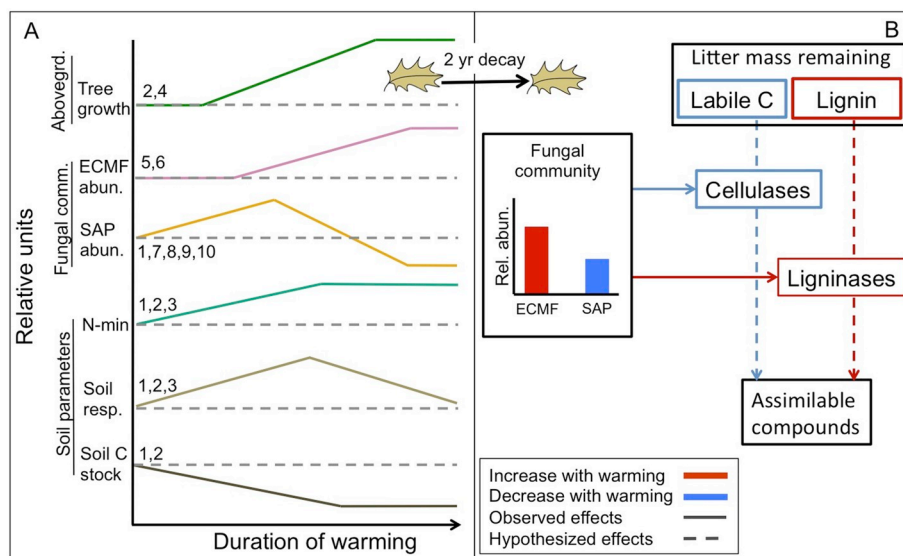 A
Relative units
Abovegrd.
Tree
growth
2,4
Fungal comm.
ECMF
abun.
5,6
SAP
abun.
1,7,8,9,10
Soil parameters
N-min
1,2,3
Soil
resp.
1,2,3
Soil C
stock
1,2
Duration of warming
2 yr decay
B
Litter mass remaining
Labile C
Lignin
Fungal
community
Rel. abun.
ECMF
SAP
Cellulases
Ligninases
Assimilable
compounds
Increase with warming
Decrease with warming
Observed effects
Hypothesized effects